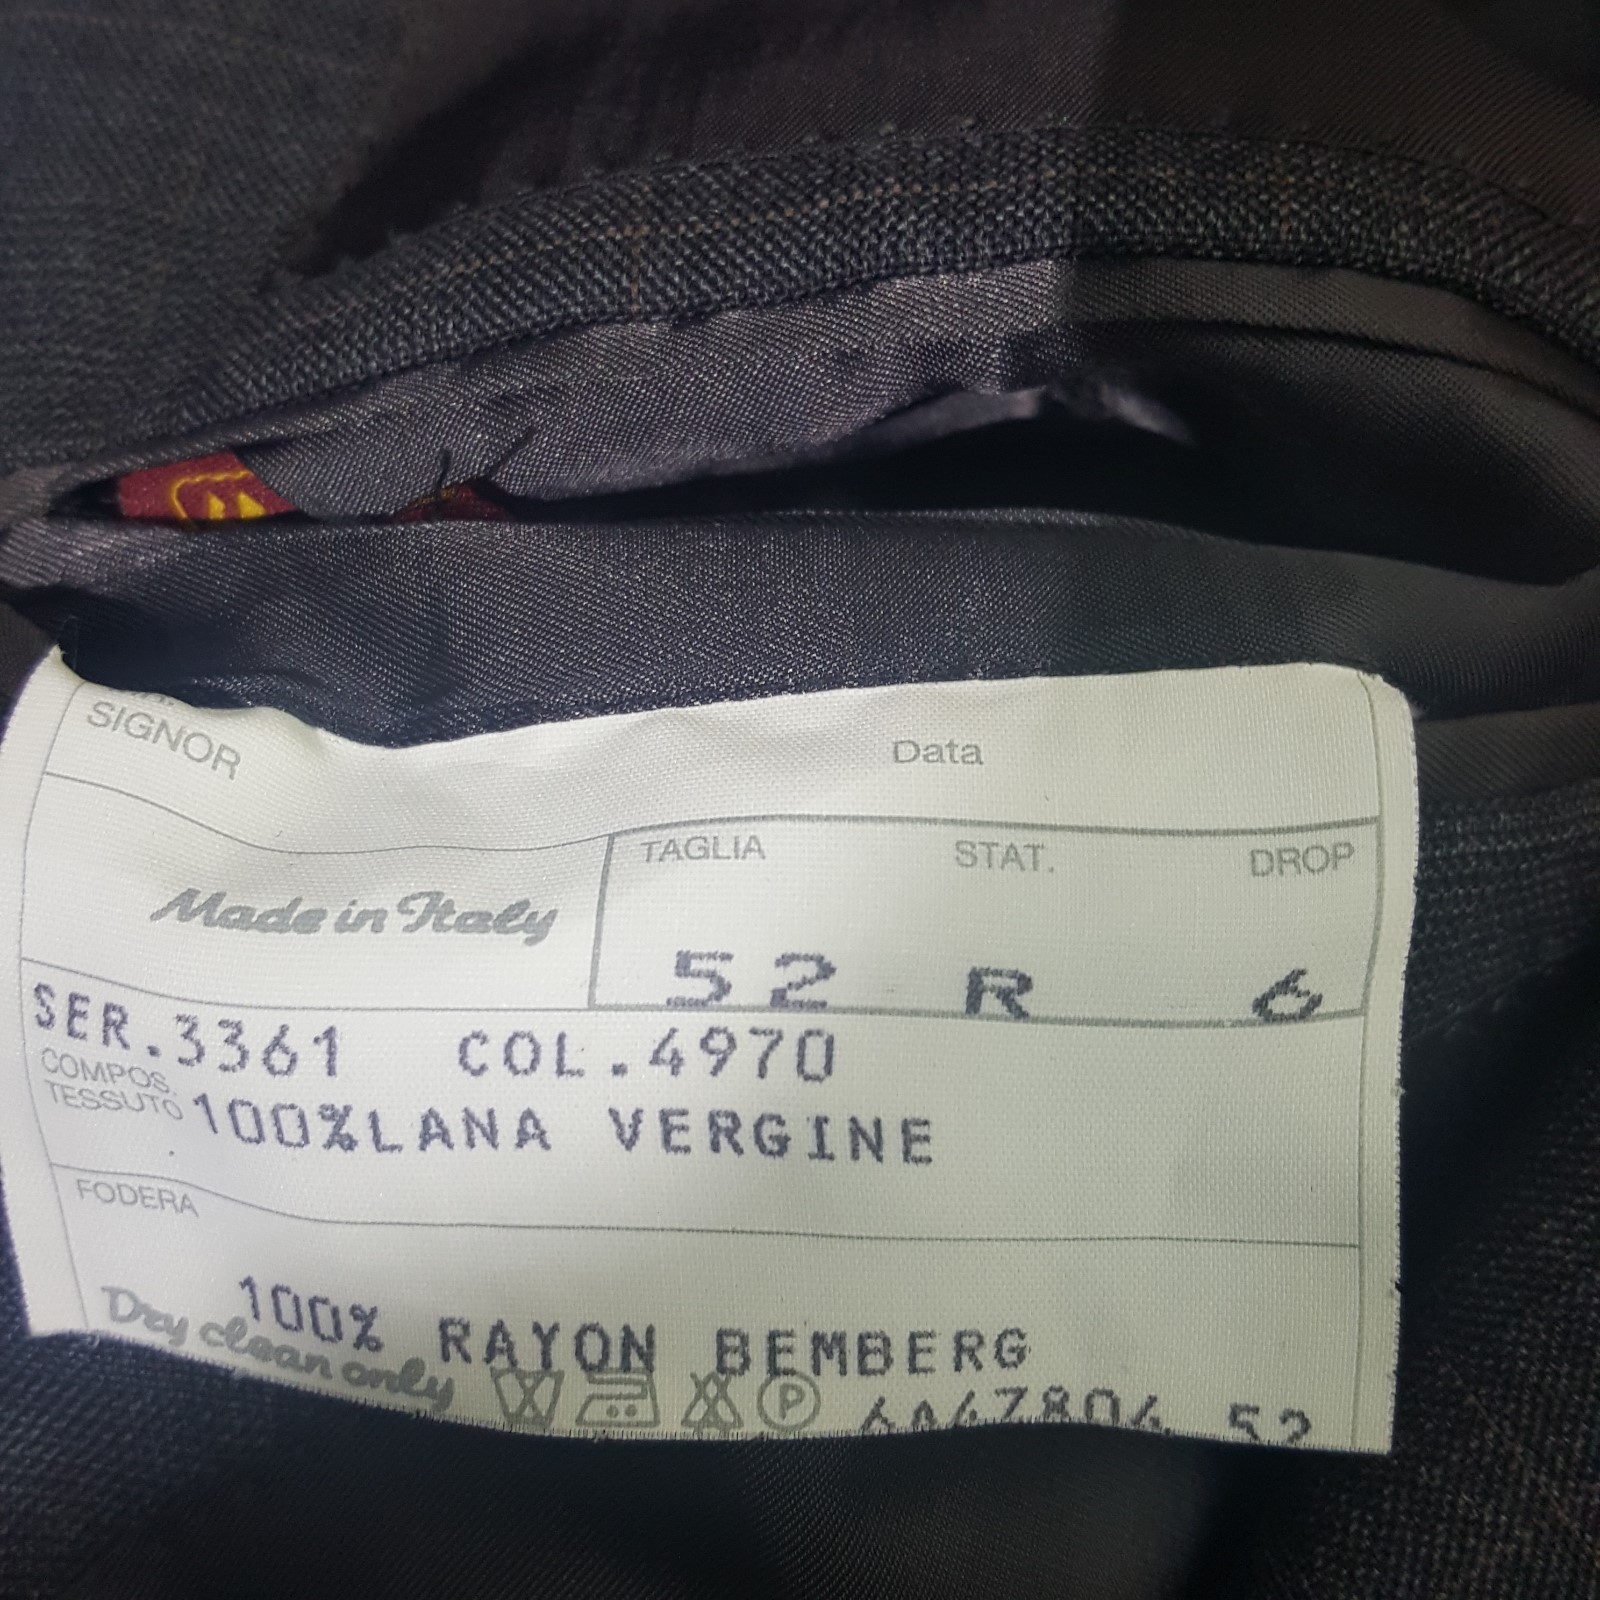 SIGNOR Data
TAGLIA STAT. DROP
Made in Italy
52 R 6
SER.3361 COL.4970
COMPOS.
TESSUTO 100%LANA VERGINE
FODERA
100% RAYON BEMBERG
Dry clean only
P
52